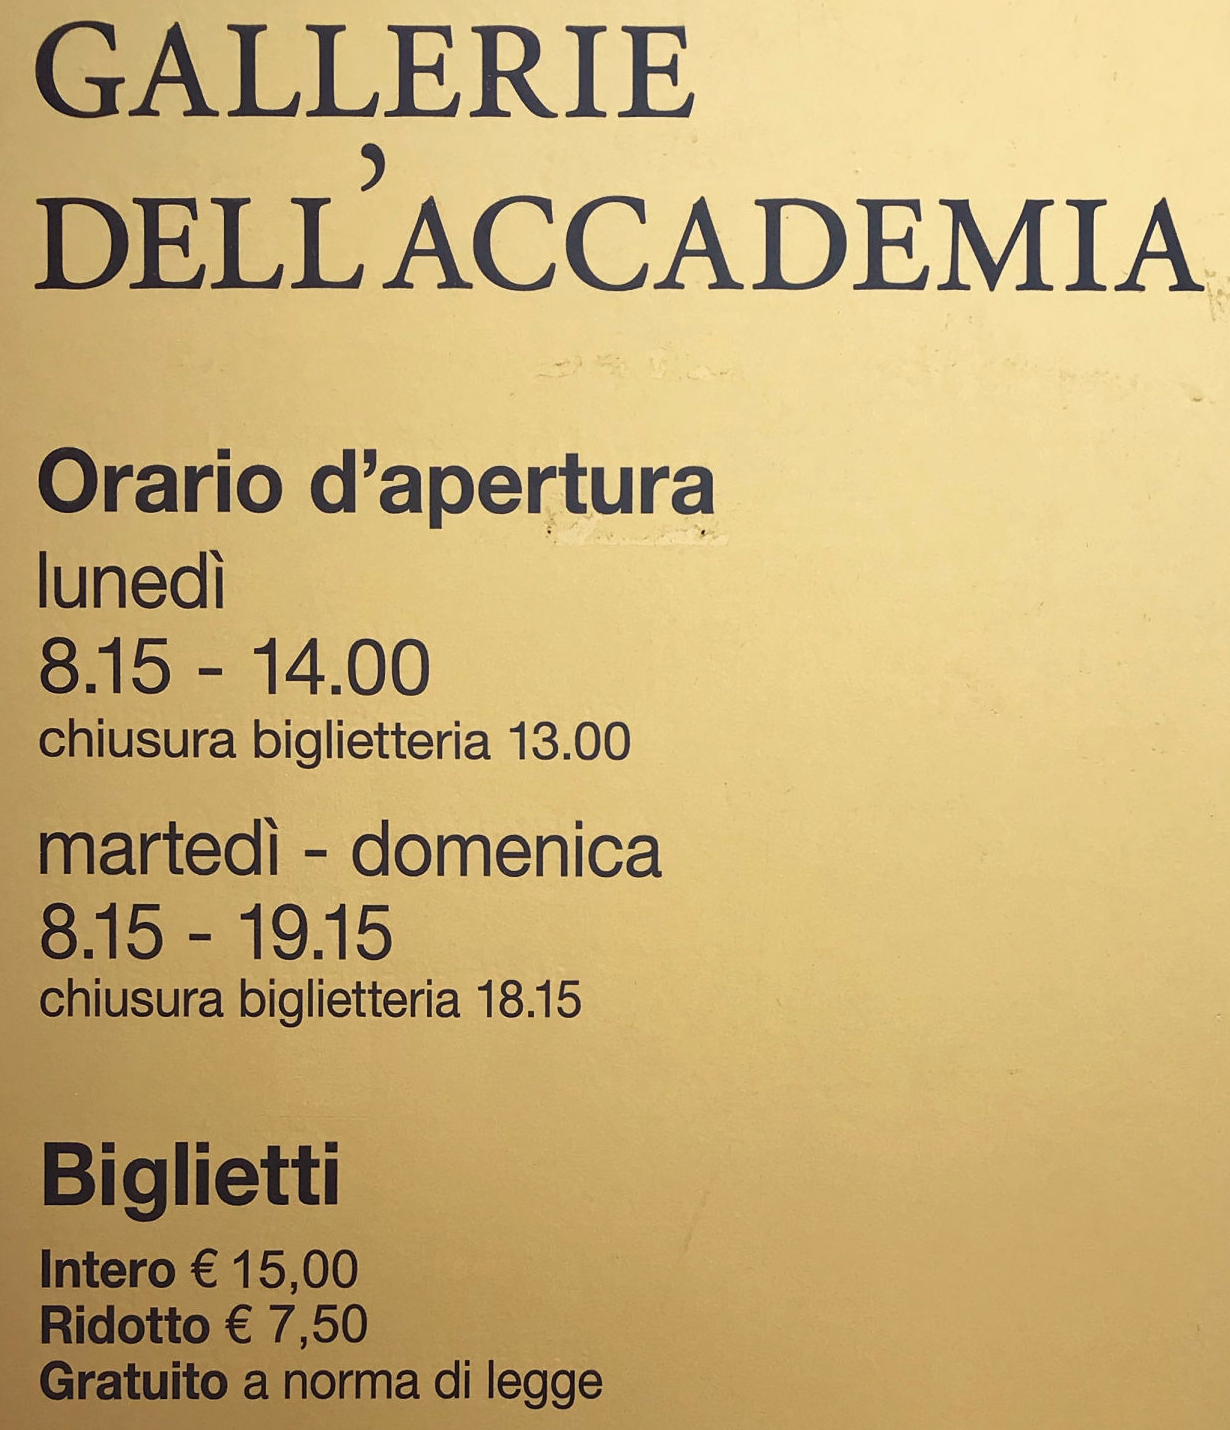 GALLERIE
DELL'ACCADEMIA
Orario d'apertura
lunedì
8.15 - 14.00
chiusura biglietteria 13.00
martedì - domenica
8.15 - 19.15
chiusura biglietteria 18.15
Biglietti
Intero € 15,00
Ridotto € 7,50
Gratuito a norma di legge